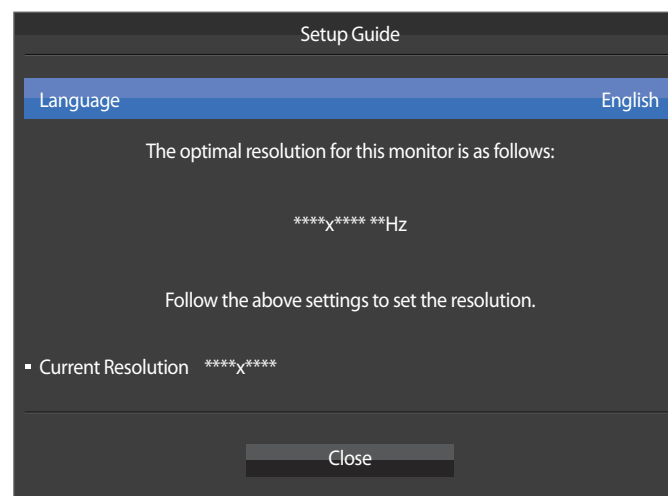 Setup Guide
Language English
The optimal resolution for this monitor is as follows:
****x**** **Hz
Follow the above settings to set the resolution.
Current Resolution ****x****
Close